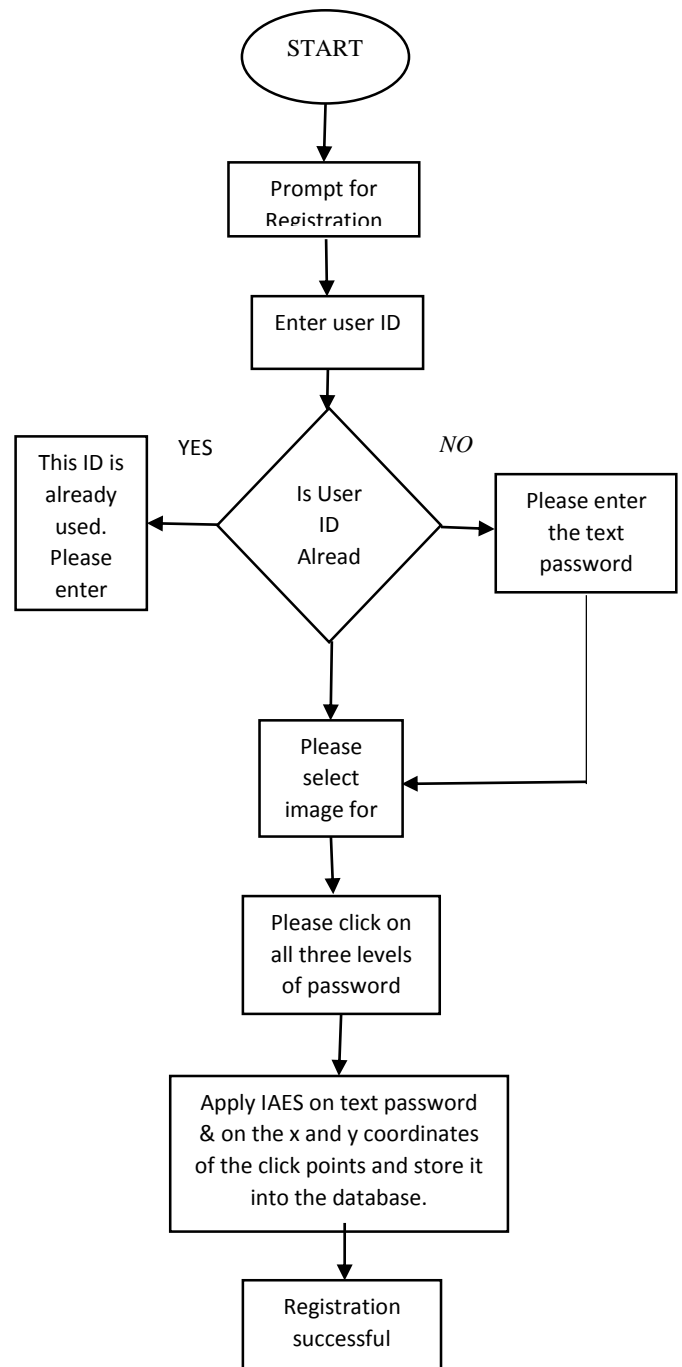 START
Prompt for
Registration
Enter user ID
YES
NO
This ID is
already
used.
Please
enter
Is User
ID
Alread
Please enter
the text
password
Please
select
image for
Please click on
all three levels
of password
Apply IAES on text password
& on the x and y coordinates
of the click points and store it
into the database.
Registration
successful